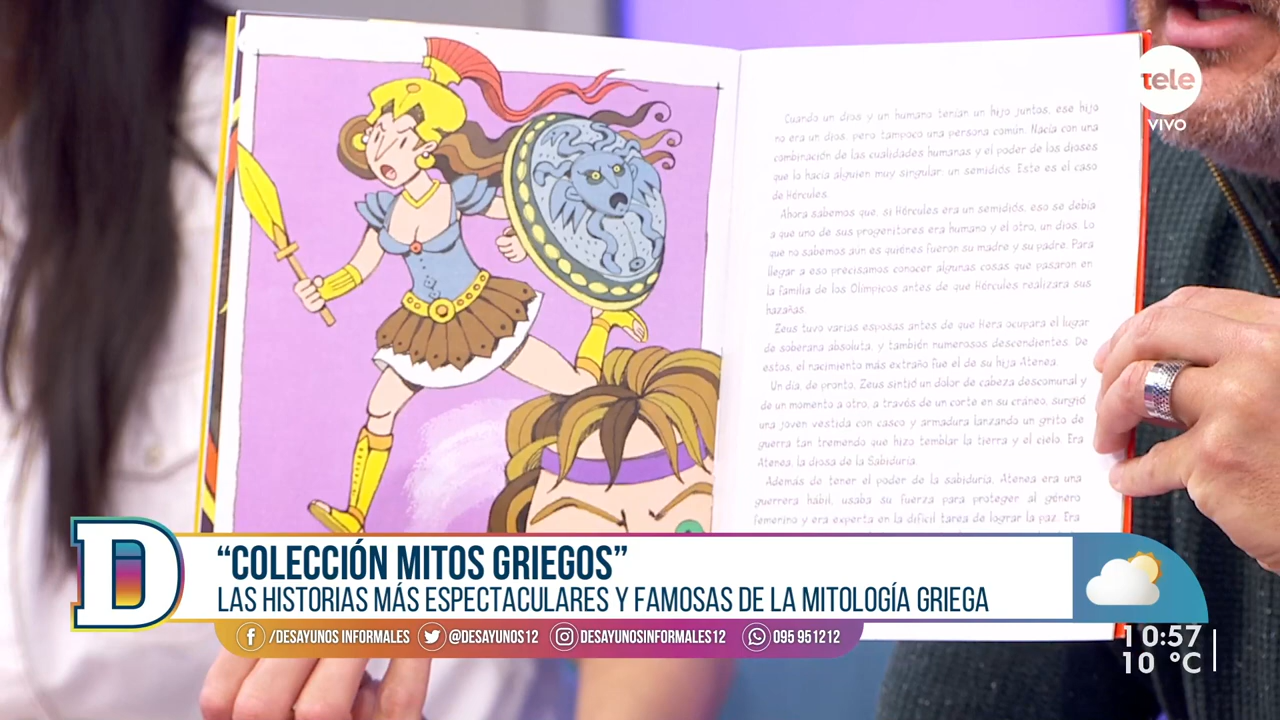 tele
VIVO
Cuando un dios y un humano tenían un hijo juntos, ese hijo
no era un dios, pero tampoco una persona común. Nacía con una
combinación de las cualidades humanas y el poder de los dioses
que lo hacía alguien muy singular: un semidiós. Este es el caso
de Hércules.
Ahora sabemos que, si Hércules era un semidiós, eso se debía
a que uno de sus progenitores era humano y el otro, un dios. Lo
que no sabemos aún es quiénes fueron su madre y su padre. Para
llegar a eso precisamos conocer algunas cosas que pasaron en
la familia de los Olímpicos antes de que Hércules realizara sus
hazañas.
Zeus tuvo varias esposas antes de que Hera ocupara el lugar
de soberana absoluta, y también numerosos descendientes. De
estos, el nacimiento más extraño fue el de su hija Atenea.
Un día, de pronto, Zeus sintió un dolor de cabeza descomunal y
de un momento a otro, a través de un corte en su cráneo, surgió
una joven vestida con casco y armadura lanzando un grito de
guerra tan tremendo que hizo temblar la tierra y el cielo. Era
Atenea, la diosa de la Sabiduría.
Además de tener el poder de la sabiduría, Atenea era una
guerrera hábil, usaba su fuerza para proteger al género
femenino y era experta en la difícil tarea de lograr la paz. Era
D
“COLECCIÓN MITOS GRIEGOS”
LAS HISTORIAS MÁS ESPECTACULARES Y FAMOSAS DE LA MITOLOGÍA GRIEGA
/DESAYUNOS INFORMALES @DESAYUNOS12 DESAYUNOSINFORMALES12 095 951212
10:57
10 °C